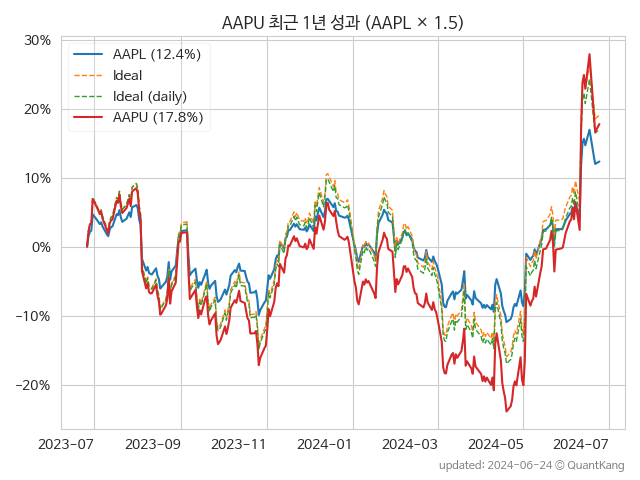 AAPU 최근 1년 성과 (AAPL × 1.5)
30%
20%
10%
0%
−10%
−20%
AAPL (12.4%)
Ideal
Ideal (daily)
AAPU (17.8%)
2023-07 2023-09 2023-11 2024-01 2024-03 2024-05 2024-07
updated: 2024-06-24 © QuantKang